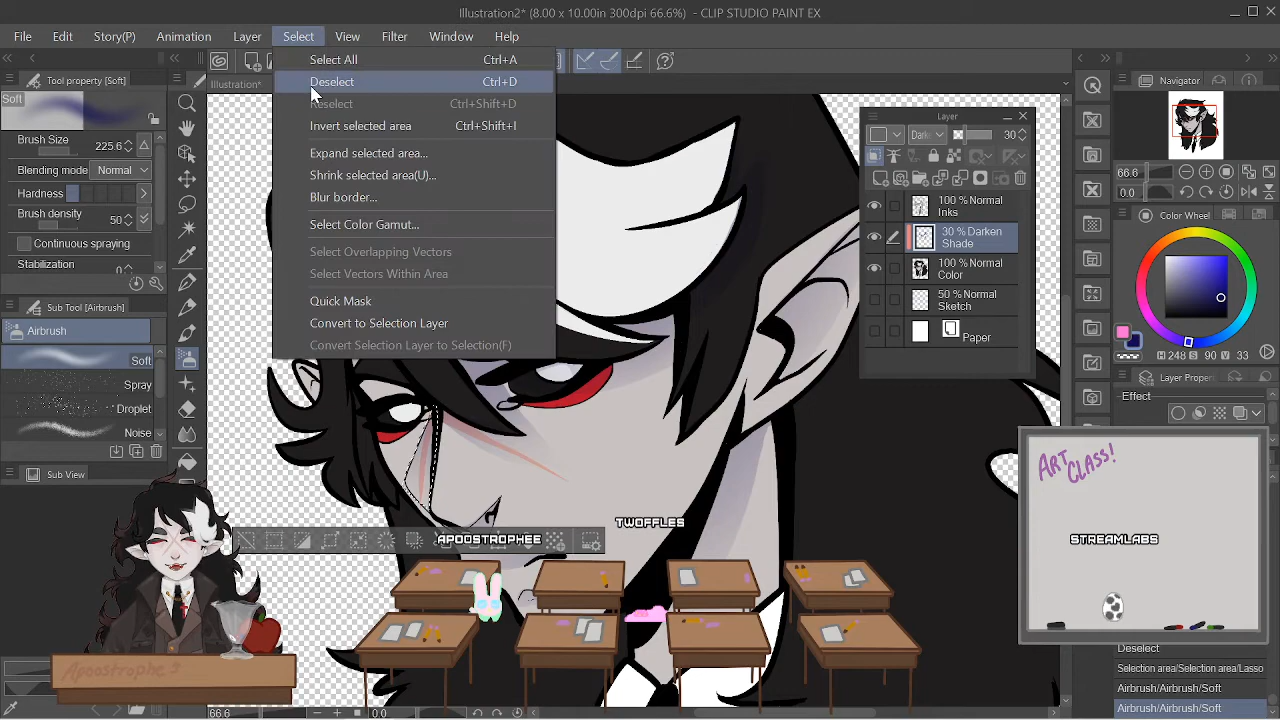 Illustration2* (8.00 x 10.00in 300dpi 66.6%) - CLIP STUDIO PAINT EX
File Edit Story(P) Animation Layer Select View Filter Window Help
Tool property [Soft]
Soft
Brush Size 225.6
Blending mode Normal
Hardness
Brush density 50
Continuous spraying
Stabilization 0
Sub Tool [Airbrush]
Airbrush
Soft
Spray
Droplet
Noise
Sub View
Illustration*
Select All Ctrl+A
Deselect Ctrl+D
Reselect Ctrl+Shift+D
Invert selected area Ctrl+Shift+I
Expand selected area...
Shrink selected area(U)...
Blur border...
Select Color Gamut...
Select Overlapping Vectors
Select Vectors Within Area
Quick Mask
Convert to Selection Layer
Convert Selection Layer to Selection(F)
Layer
Dark 30
100 % Normal
Inks
30 % Darken
Shade
100 % Normal
Color
50 % Normal
Sketch
Paper
Navigator
66.6
0.0
Color Wheel
H 248 S 90 V 33
Layer Proper
Effect
ART CLASS!
STREAMLABS
TWOFFLES
APOOSTROPHEE
Apoostrophe9
Deselect
Selection area/Selection area/Lasso
Airbrush/Airbrush/Soft
Airbrush/Airbrush/Soft
66.6 0.0